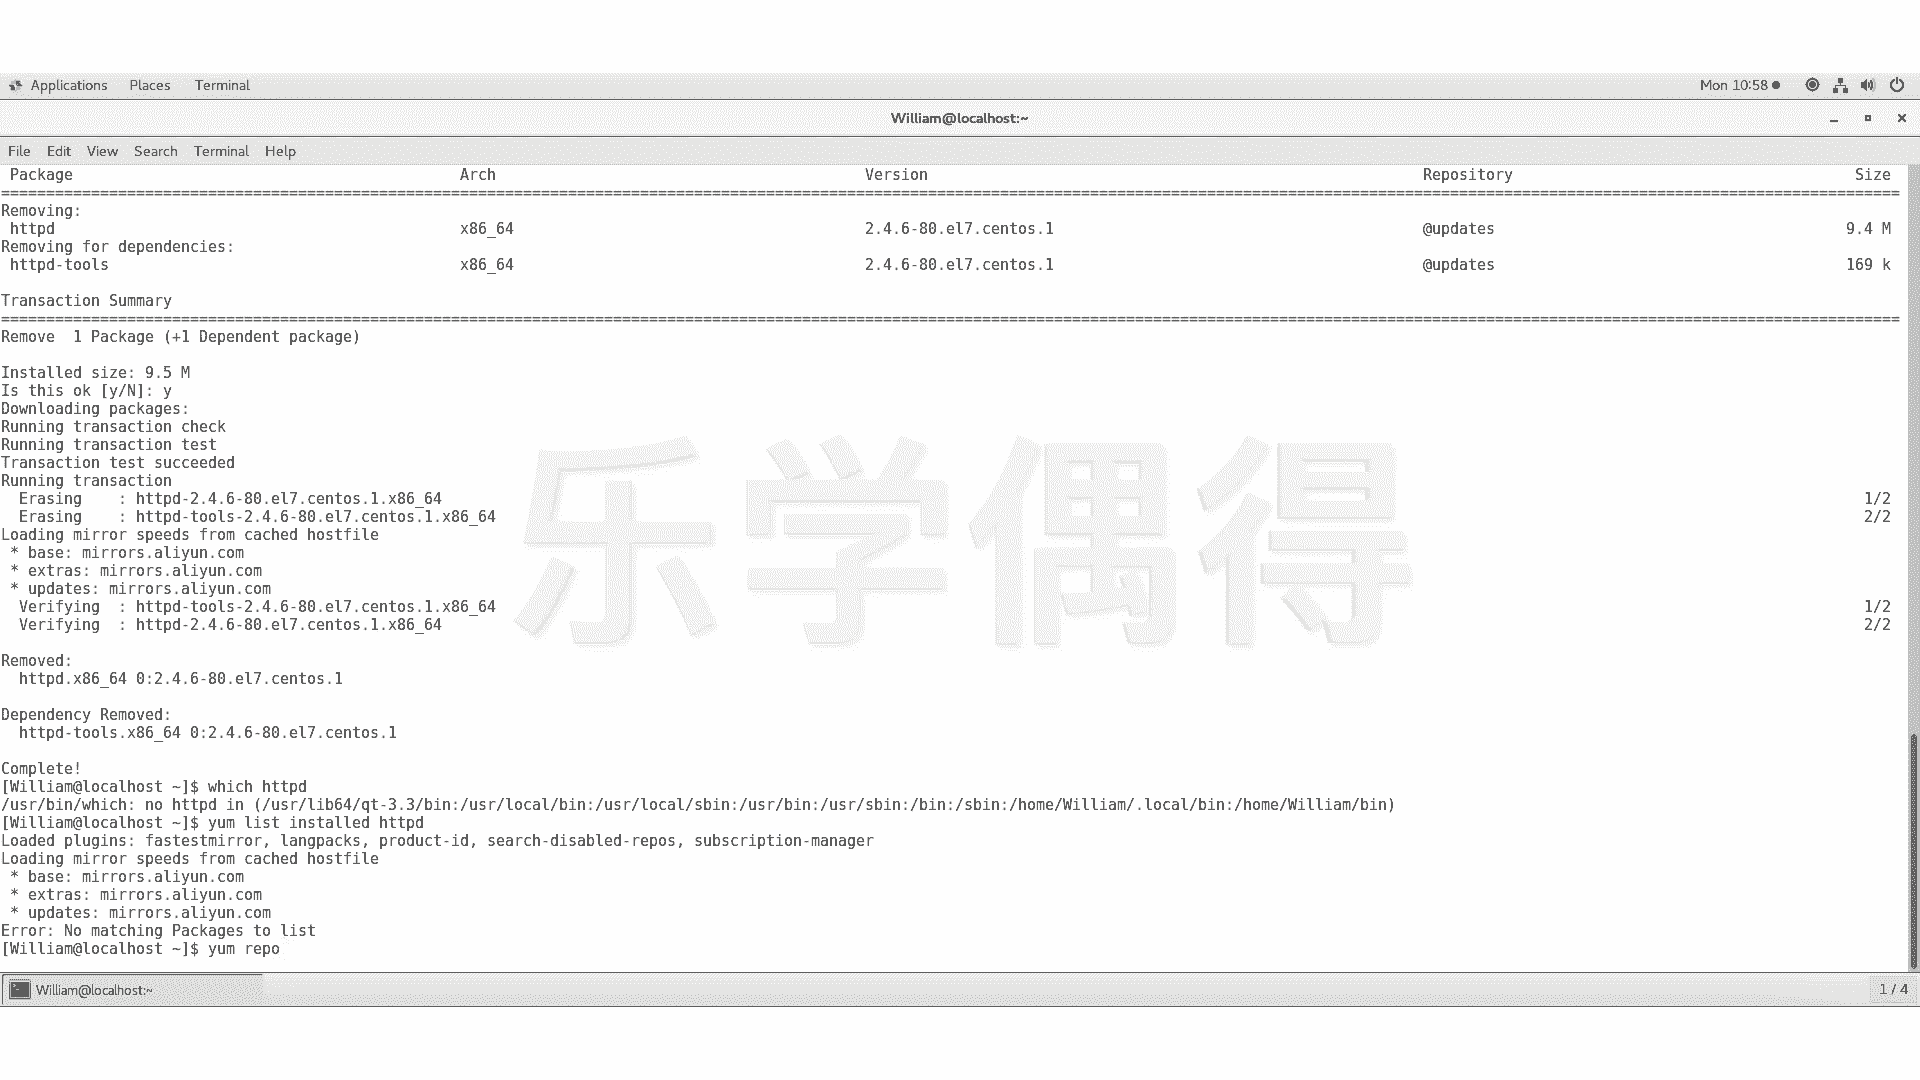 Applications Places Terminal Mon 10:58
William@localhost:~
File Edit View Search Terminal Help
Package Arch Version Repository Size
================================================================================
Removing:
httpd x86_64 2.4.6-80.el7.centos.1 @updates 9.4 M
Removing for dependencies:
httpd-tools x86_64 2.4.6-80.el7.centos.1 @updates 169 k
Transaction Summary
================================================================================
Remove  1 Package (+1 Dependent package)
Installed size: 9.5 M
Is this ok [y/N]: y
Downloading packages:
Running transaction check
Running transaction test
Transaction test succeeded
Running transaction
Erasing    : httpd-2.4.6-80.el7.centos.1.x86_64 1/2
Erasing    : httpd-tools-2.4.6-80.el7.centos.1.x86_64 2/2
Loading mirror speeds from cached hostfile
* base: mirrors.aliyun.com
* extras: mirrors.aliyun.com
* updates: mirrors.aliyun.com
Verifying  : httpd-tools-2.4.6-80.el7.centos.1.x86_64 1/2
Verifying  : httpd-2.4.6-80.el7.centos.1.x86_64 2/2
乐学偶得
Removed:
httpd.x86_64 0:2.4.6-80.el7.centos.1
Dependency Removed:
httpd-tools.x86_64 0:2.4.6-80.el7.centos.1
Complete!
[William@localhost ~]$ which httpd
/usr/bin/which: no httpd in (/usr/lib64/qt-3.3/bin:/usr/local/bin:/usr/local/sbin:/usr/bin:/usr/sbin:/bin:/sbin:/home/William/.local/bin:/home/William/bin)
[William@localhost ~]$ yum list installed httpd
Loaded plugins: fastestmirror, langpacks, product-id, search-disabled-repos, subscription-manager
Loading mirror speeds from cached hostfile
* base: mirrors.aliyun.com
* extras: mirrors.aliyun.com
* updates: mirrors.aliyun.com
Error: No matching Packages to list
[William@localhost ~]$ yum repo
William@localhost:~ 1 / 4